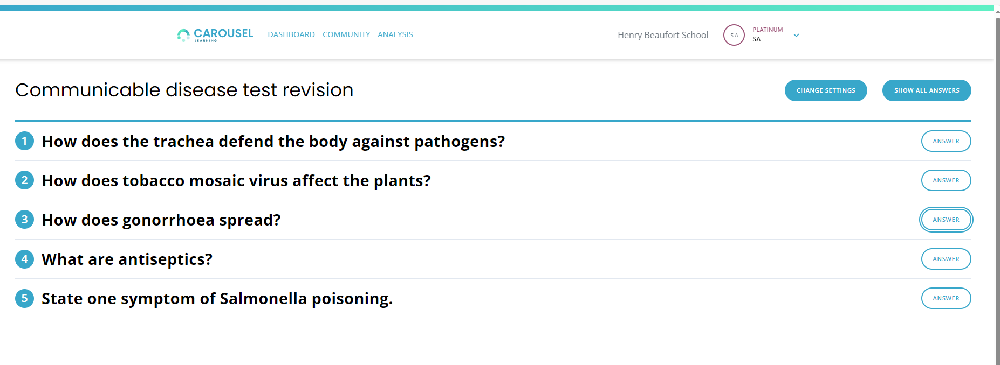 CAROUSEL
LEARNING
DASHBOARD COMMUNITY ANALYSIS
Henry Beaufort School
S A
PLATINUM
SA
Communicable disease test revision
CHANGE SETTINGS
SHOW ALL ANSWERS
1 How does the trachea defend the body against pathogens? ANSWER
2 How does tobacco mosaic virus affect the plants? ANSWER
3 How does gonorrhoea spread? ANSWER
4 What are antiseptics? ANSWER
5 State one symptom of Salmonella poisoning. ANSWER